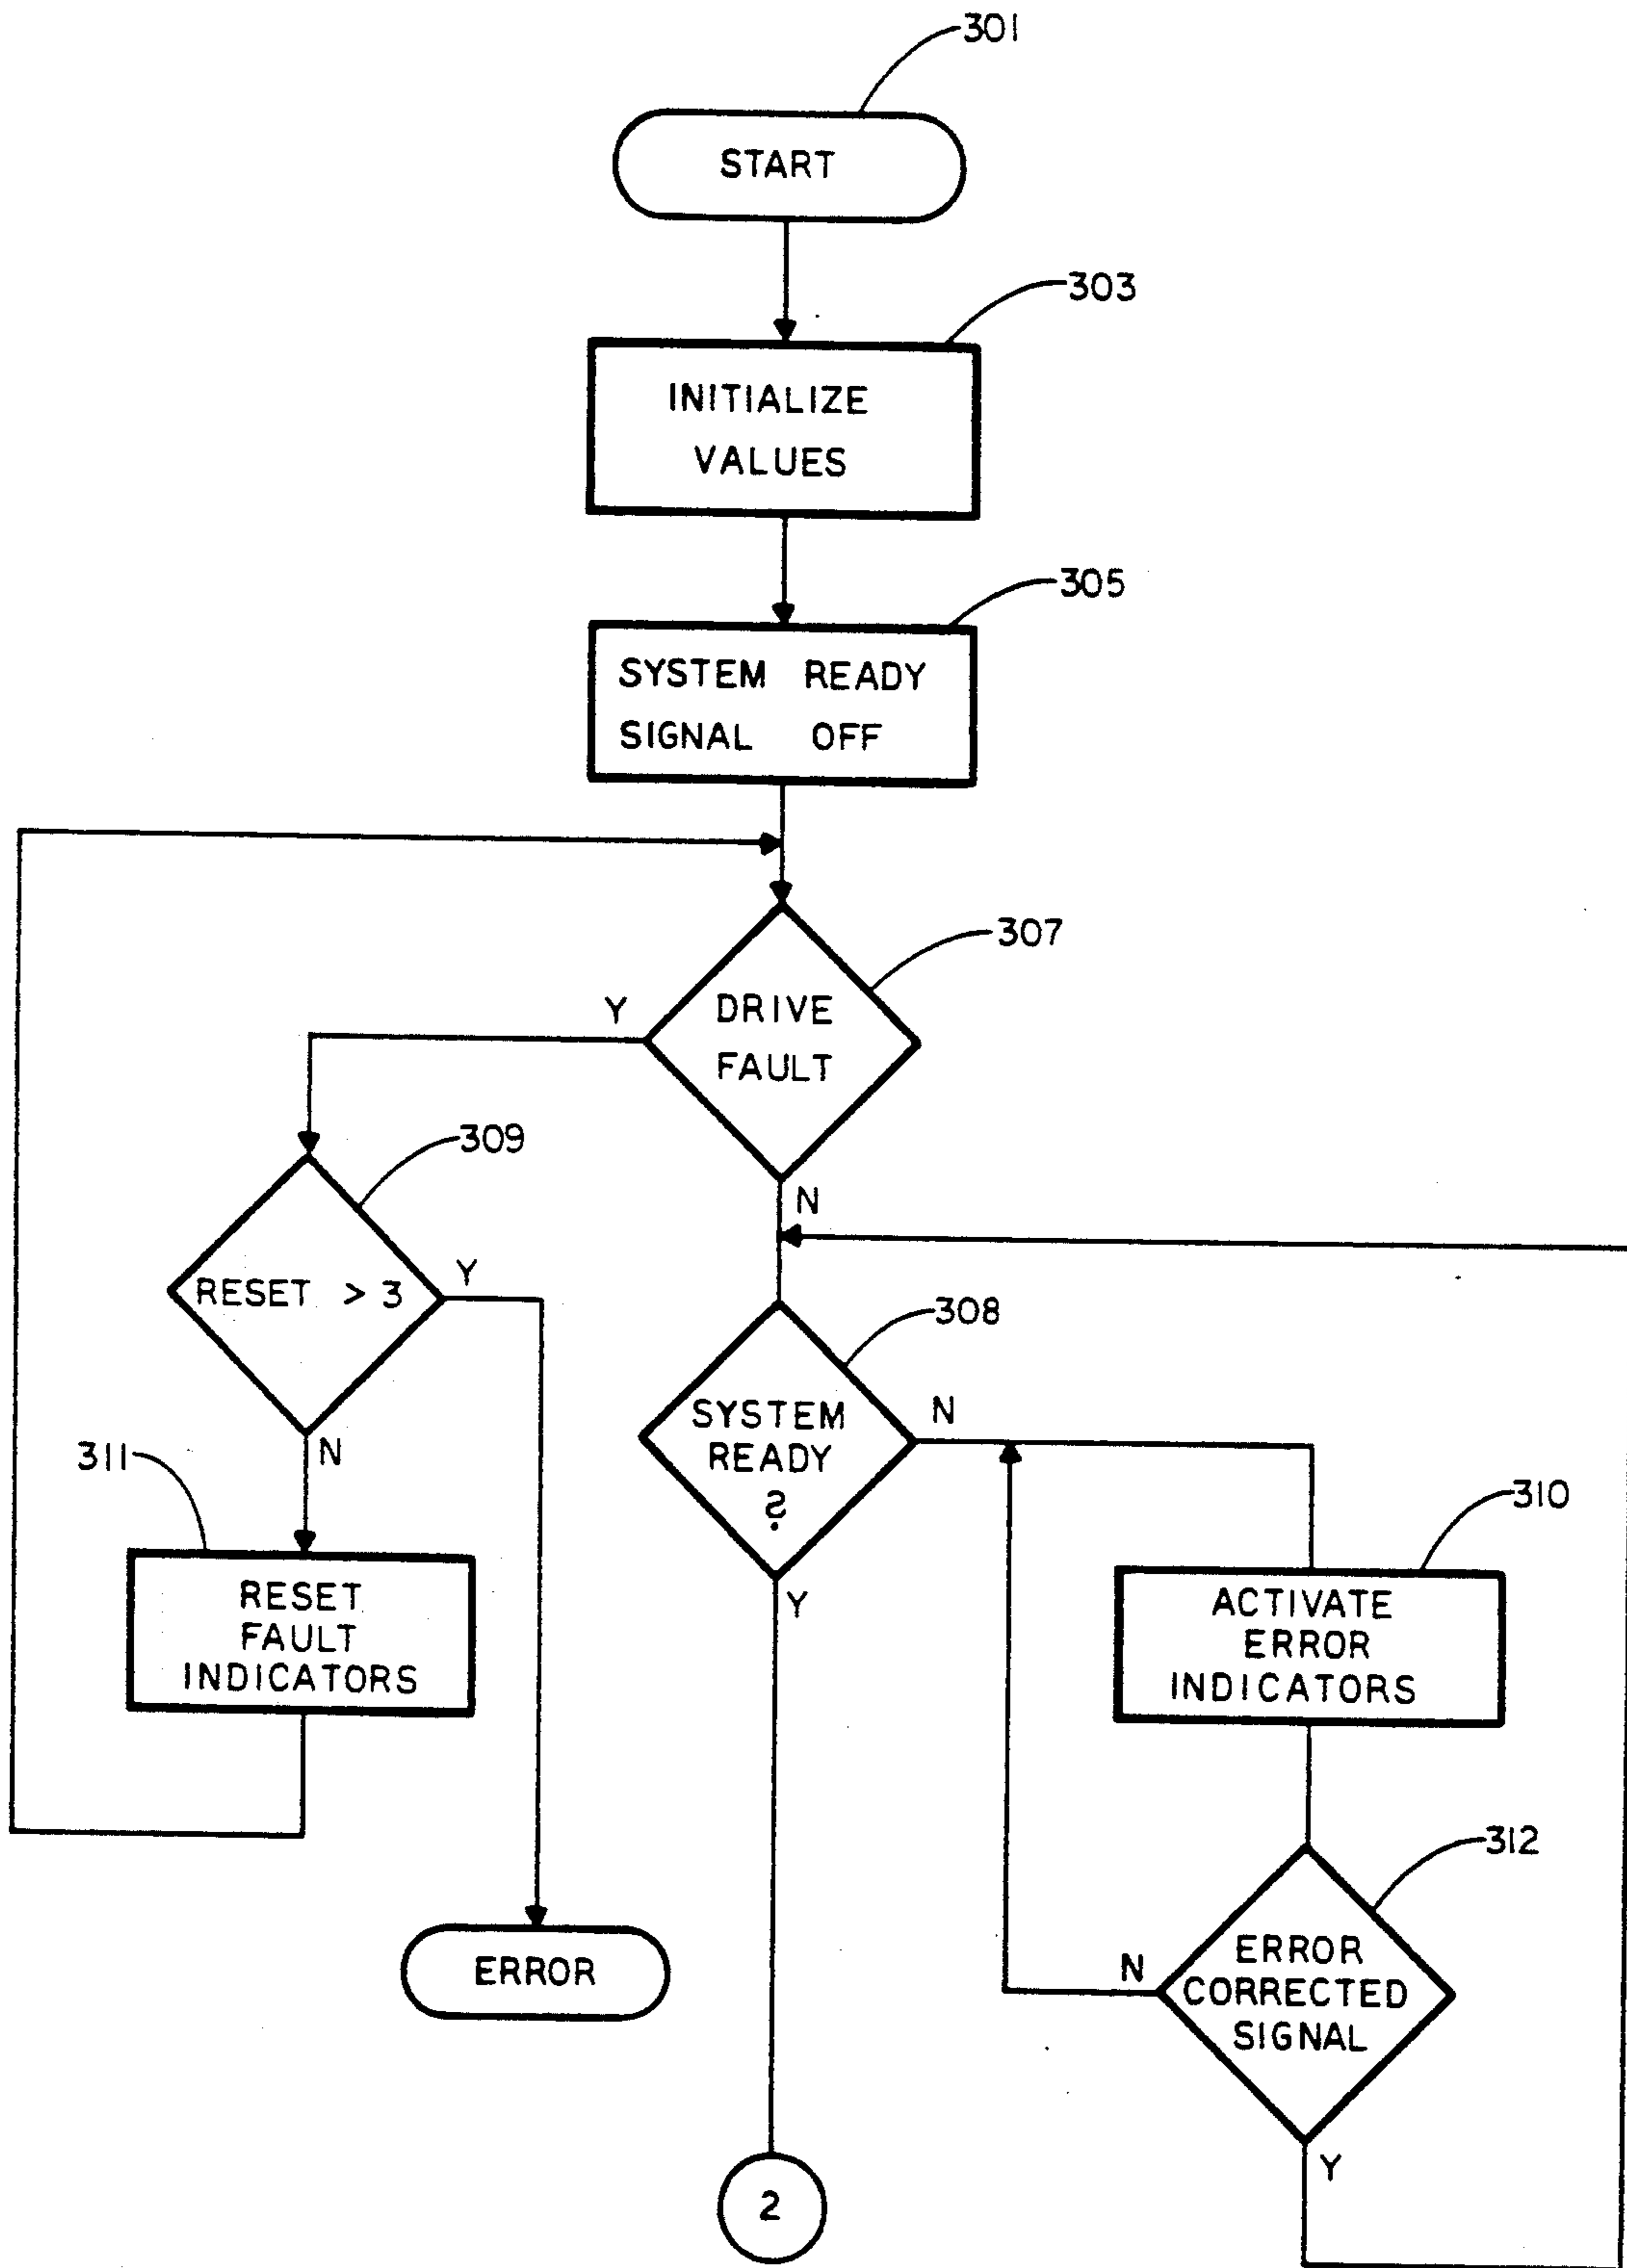 301
START
303
INITIALIZE
VALUES
305
SYSTEM READY
SIGNAL OFF
307
DRIVE
FAULT
Y
N
309
RESET > 3
Y
N
308
SYSTEM
READY
?
N
Y
311
RESET
FAULT
INDICATORS
310
ACTIVATE
ERROR
INDICATORS
312
ERROR
CORRECTED
SIGNAL
N
Y
ERROR
2